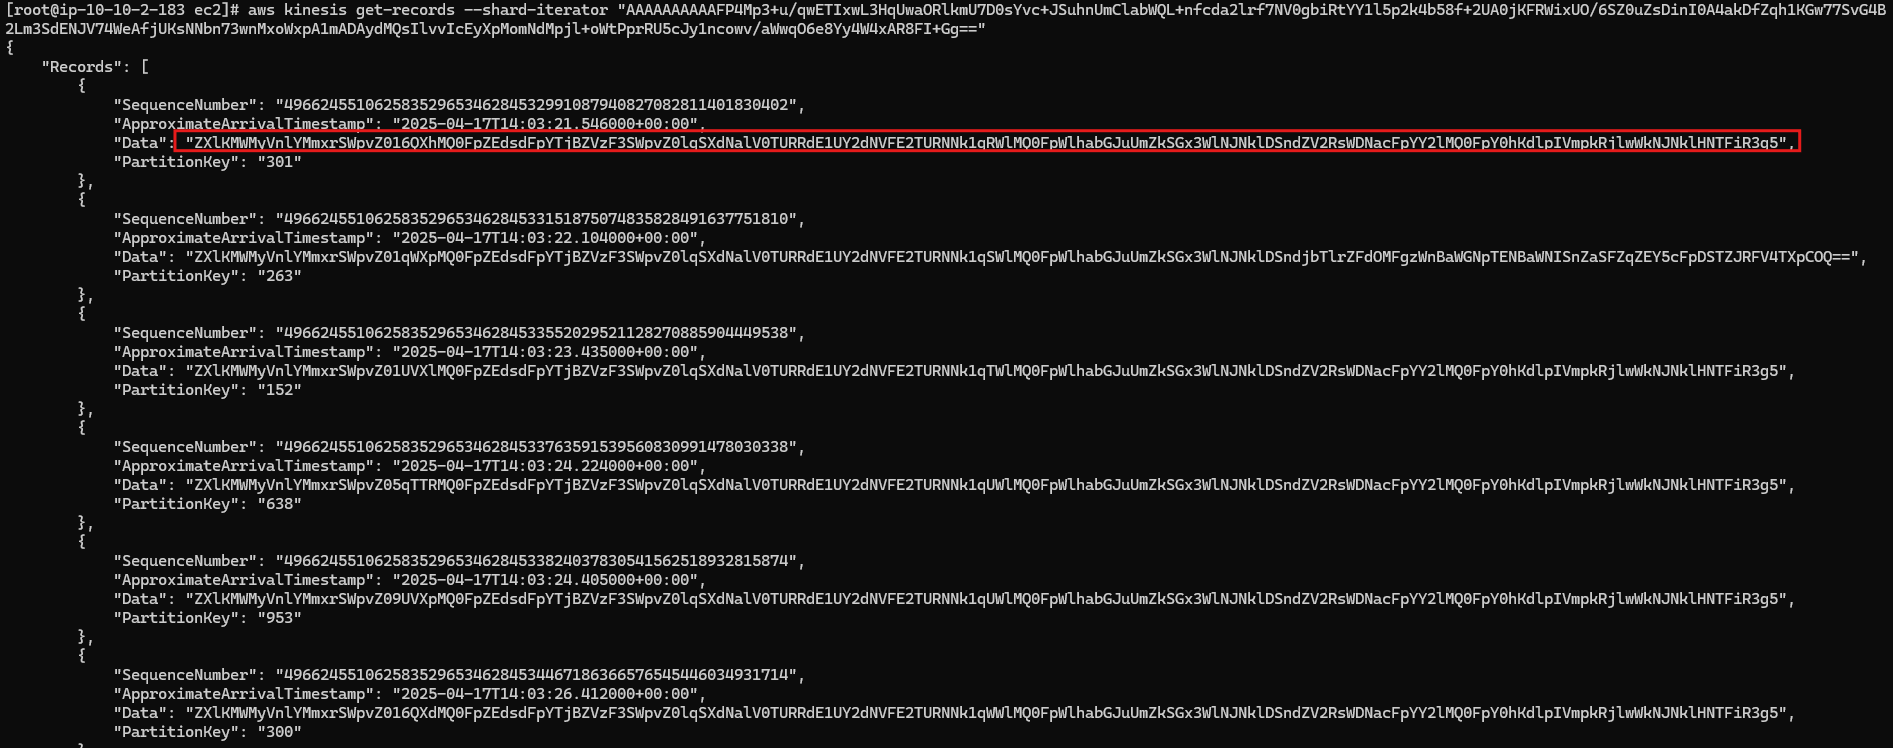 [root@ip-10-10-2-183 ec2]# aws kinesis get-records --shard-iterator "AAAAAAAAAAFP4Mp3+u/qwETIxwL3HqUwaORlkmU7D0sYvc+JSuhnUmClabWQL+nfcda2lrf7NV0gbiRtYY1l5p2k4b58f+2UA0jKFRWixUO/6SZ0uZsDinI0A4akDfZqh1KGw77SvG4B
2Lm3SdENJV74WeAfjUKsNNbn73wnMxoWxpA1mADAydMQsIlvvIcEyXpMomNdMpjl+oWtPprRU5cJy1ncowv/aWwqO6e8Yy4W4xAR8FI+Gg=="
{
"Records": [
{
"SequenceNumber": "49662455106258352965346284532991087940827082811401830402",
"ApproximateArrivalTimestamp": "2025-04-17T14:03:21.546000+00:00",
"Data": "ZXlKMWMyVnlYMmxrSWpvZ016QXhMQ0FpZEdsdFpYTjBZVzF3SWpvZ0lqSXdNalV0TURRdE1UY2dNVFE2TURNNk1qRWlMQ0FpWlhabGJuUmZkSGx3WlNJNklDSndZV2RsWDNacFpYY2lMQ0FpY0hKdlpIVmpkRjlwWkNJNklHNTFiR3g5",
"PartitionKey": "301"
},
{
"SequenceNumber": "49662455106258352965346284533151875074835828491637751810",
"ApproximateArrivalTimestamp": "2025-04-17T14:03:22.104000+00:00",
"Data": "ZXlKMWMyVnlYMmxrSWpvZ01qWXpMQ0FpZEdsdFpYTjBZVzF3SWpvZ0lqSXdNalV0TURRdE1UY2dNVFE2TURNNk1qSWlMQ0FpWlhabGJuUmZkSGx3WlNJNklDSndjbTlrZFdOMFgzWnBaWGNpTENBaWNISnZaSFZqZEY5cFpDSTZJRFV4TXpCOQ==",
"PartitionKey": "263"
},
{
"SequenceNumber": "49662455106258352965346284533552029521128270885904449538",
"ApproximateArrivalTimestamp": "2025-04-17T14:03:23.435000+00:00",
"Data": "ZXlKMWMyVnlYMmxrSWpvZ01UVXlMQ0FpZEdsdFpYTjBZVzF3SWpvZ0lqSXdNalV0TURRdE1UY2dNVFE2TURNNk1qTWlMQ0FpWlhabGJuUmZkSGx3WlNJNklDSndZV2RsWDNacFpYY2lMQ0FpY0hKdlpIVmpkRjlwWkNJNklHNTFiR3g5",
"PartitionKey": "152"
},
{
"SequenceNumber": "49662455106258352965346284533763591539560830991478030338",
"ApproximateArrivalTimestamp": "2025-04-17T14:03:24.224000+00:00",
"Data": "ZXlKMWMyVnlYMmxrSWpvZ05qTTRMQ0FpZEdsdFpYTjBZVzF3SWpvZ0lqSXdNalV0TURRdE1UY2dNVFE2TURNNk1qUWlMQ0FpWlhabGJuUmZkSGx3WlNJNklDSndZV2RsWDNacFpYY2lMQ0FpY0hKdlpIVmpkRjlwWkNJNklHNTFiR3g5",
"PartitionKey": "638"
},
{
"SequenceNumber": "49662455106258352965346284533824037830541562518932815874",
"ApproximateArrivalTimestamp": "2025-04-17T14:03:24.405000+00:00",
"Data": "ZXlKMWMyVnlYMmxrSWpvZ09UVXpMQ0FpZEdsdFpYTjBZVzF3SWpvZ0lqSXdNalV0TURRdE1UY2dNVFE2TURNNk1qUWlMQ0FpWlhabGJuUmZkSGx3WlNJNklDSndZV2RsWDNacFpYY2lMQ0FpY0hKdlpIVmpkRjlwWkNJNklHNTFiR3g5",
"PartitionKey": "953"
},
{
"SequenceNumber": "49662455106258352965346284534467186366576545446034931714",
"ApproximateArrivalTimestamp": "2025-04-17T14:03:26.412000+00:00",
"Data": "ZXlKMWMyVnlYMmxrSWpvZ016QXdMQ0FpZEdsdFpYTjBZVzF3SWpvZ0lqSXdNalV0TURRdE1UY2dNVFE2TURNNk1qWWlMQ0FpWlhabGJuUmZkSGx3WlNJNklDSndZV2RsWDNacFpYY2lMQ0FpY0hKdlpIVmpkRjlwWkNJNklHNTFiR3g5",
"PartitionKey": "300"